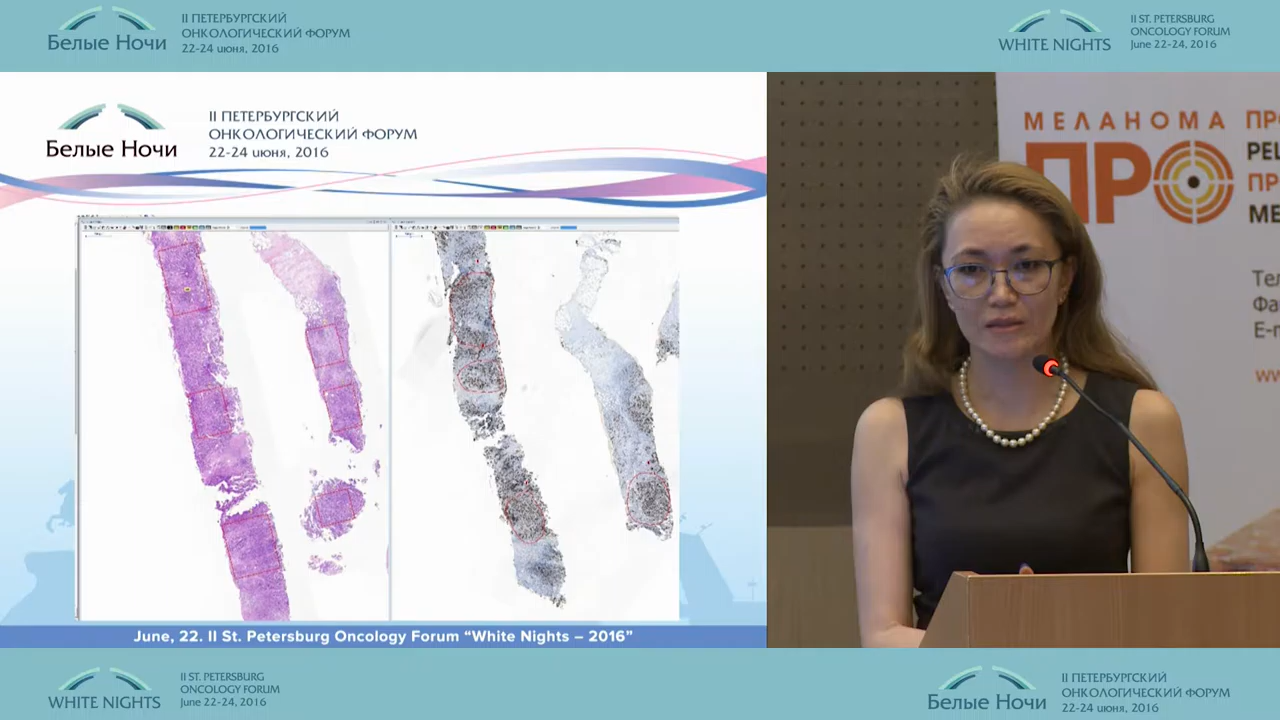 Белые Ночи
II ПЕТЕРБУРГСКИЙ
ОНКОЛОГИЧЕСКИЙ ФОРУМ
22-24 июня, 2016
WHITE NIGHTS
II ST. PETERSBURG
ONCOLOGY FORUM
June 22-24, 2016
Белые Ночи
II ПЕТЕРБУРГСКИЙ
ОНКОЛОГИЧЕСКИЙ ФОРУМ
22-24 июня, 2016
МЕЛАНОМА
ПРО
June, 22. II St. Petersburg Oncology Forum “White Nights – 2016”
WHITE NIGHTS
II ST. PETERSBURG
ONCOLOGY FORUM
June 22-24, 2016
Белые Ночи
II ПЕТЕРБУРГСКИЙ
ОНКОЛОГИЧЕСКИЙ ФОРУМ
22-24 июня, 2016